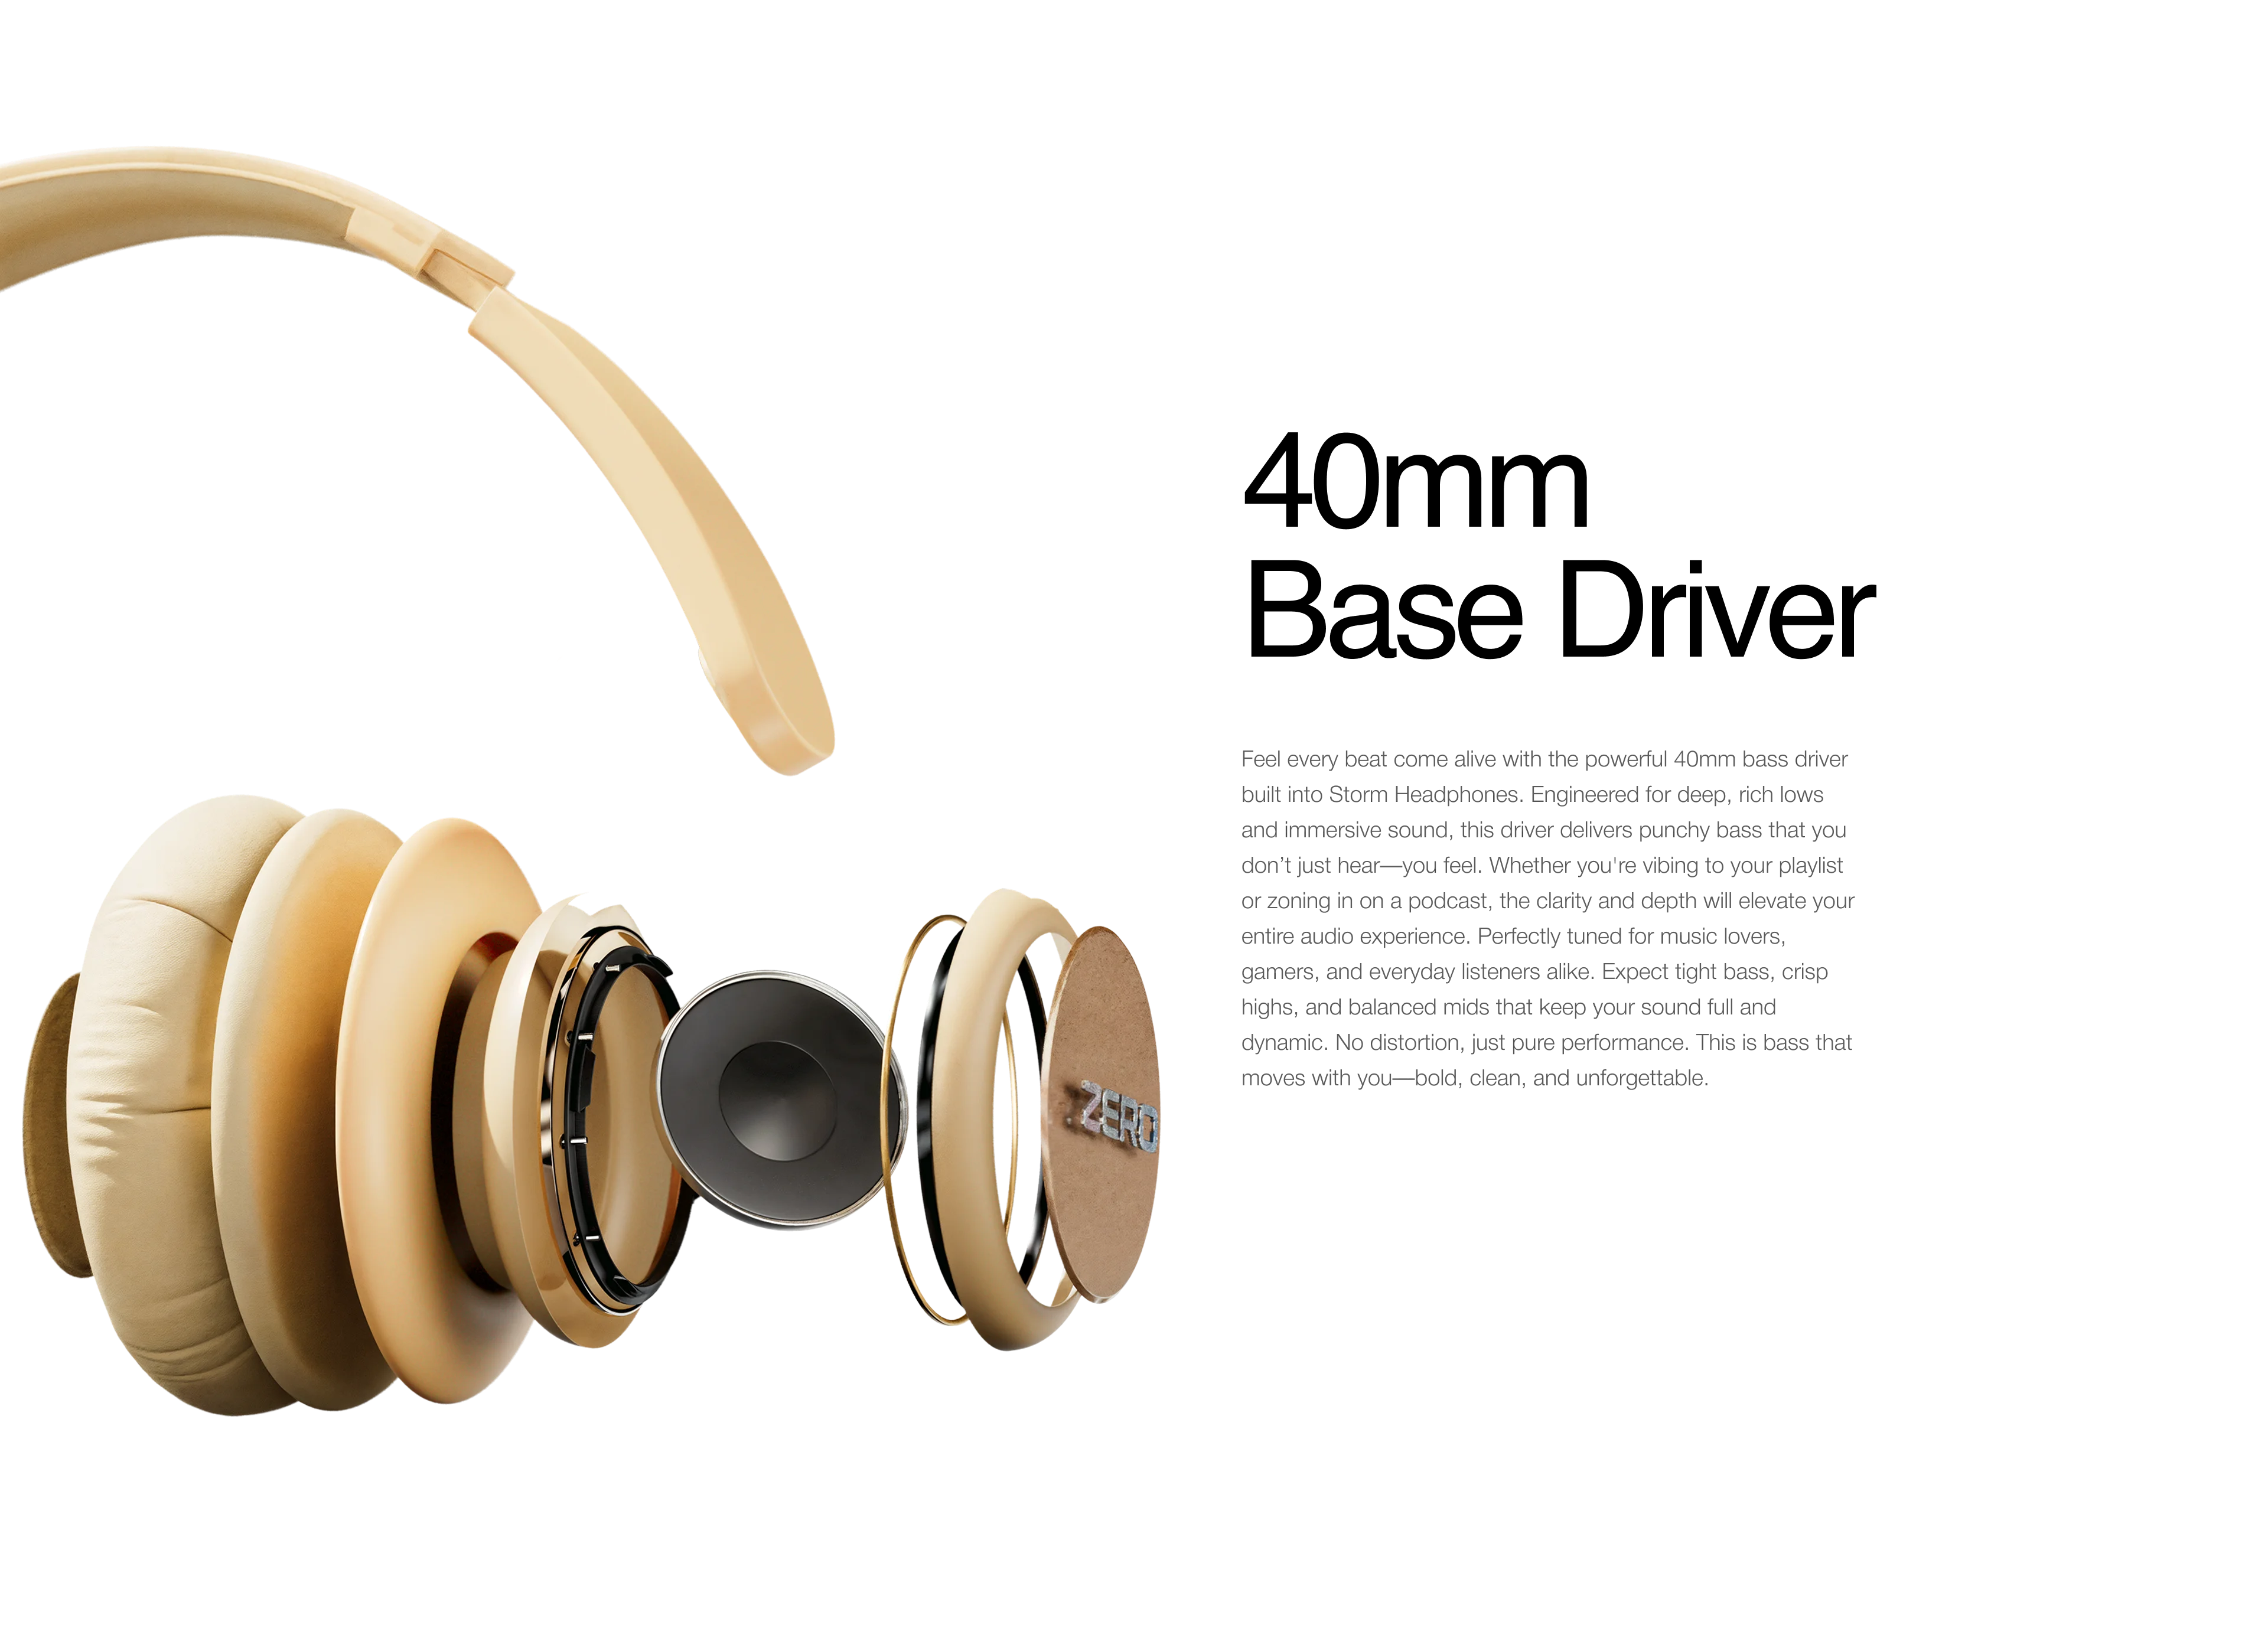 40mm
Base Driver
Feel every beat come alive with the powerful 40mm bass driver
built into Storm Headphones. Engineered for deep, rich lows
and immersive sound, this driver delivers punchy bass that you
don’t just hear—you feel. Whether you're vibing to your playlist
or zoning in on a podcast, the clarity and depth will elevate your
entire audio experience. Perfectly tuned for music lovers,
gamers, and everyday listeners alike. Expect tight bass, crisp
highs, and balanced mids that keep your sound full and
dynamic. No distortion, just pure performance. This is bass that
moves with you—bold, clean, and unforgettable.
ZERO